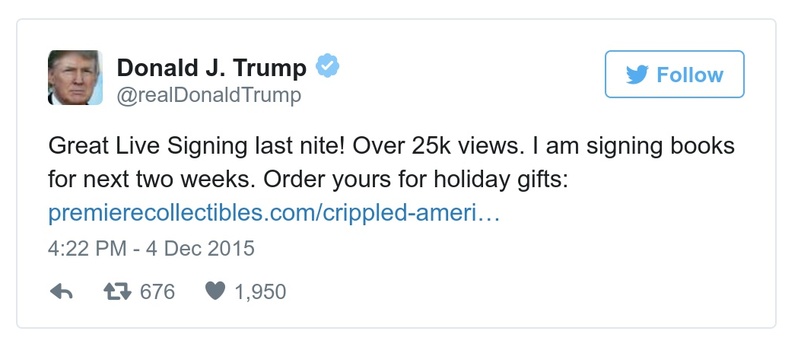 Donald J. Trump
@realDonaldTrump
Follow
Great Live Signing last nite! Over 25k views. I am signing books
for next two weeks. Order yours for holiday gifts:
premierecollectibles.com/crippled-ameri…
4:22 PM - 4 Dec 2015
676 1,950